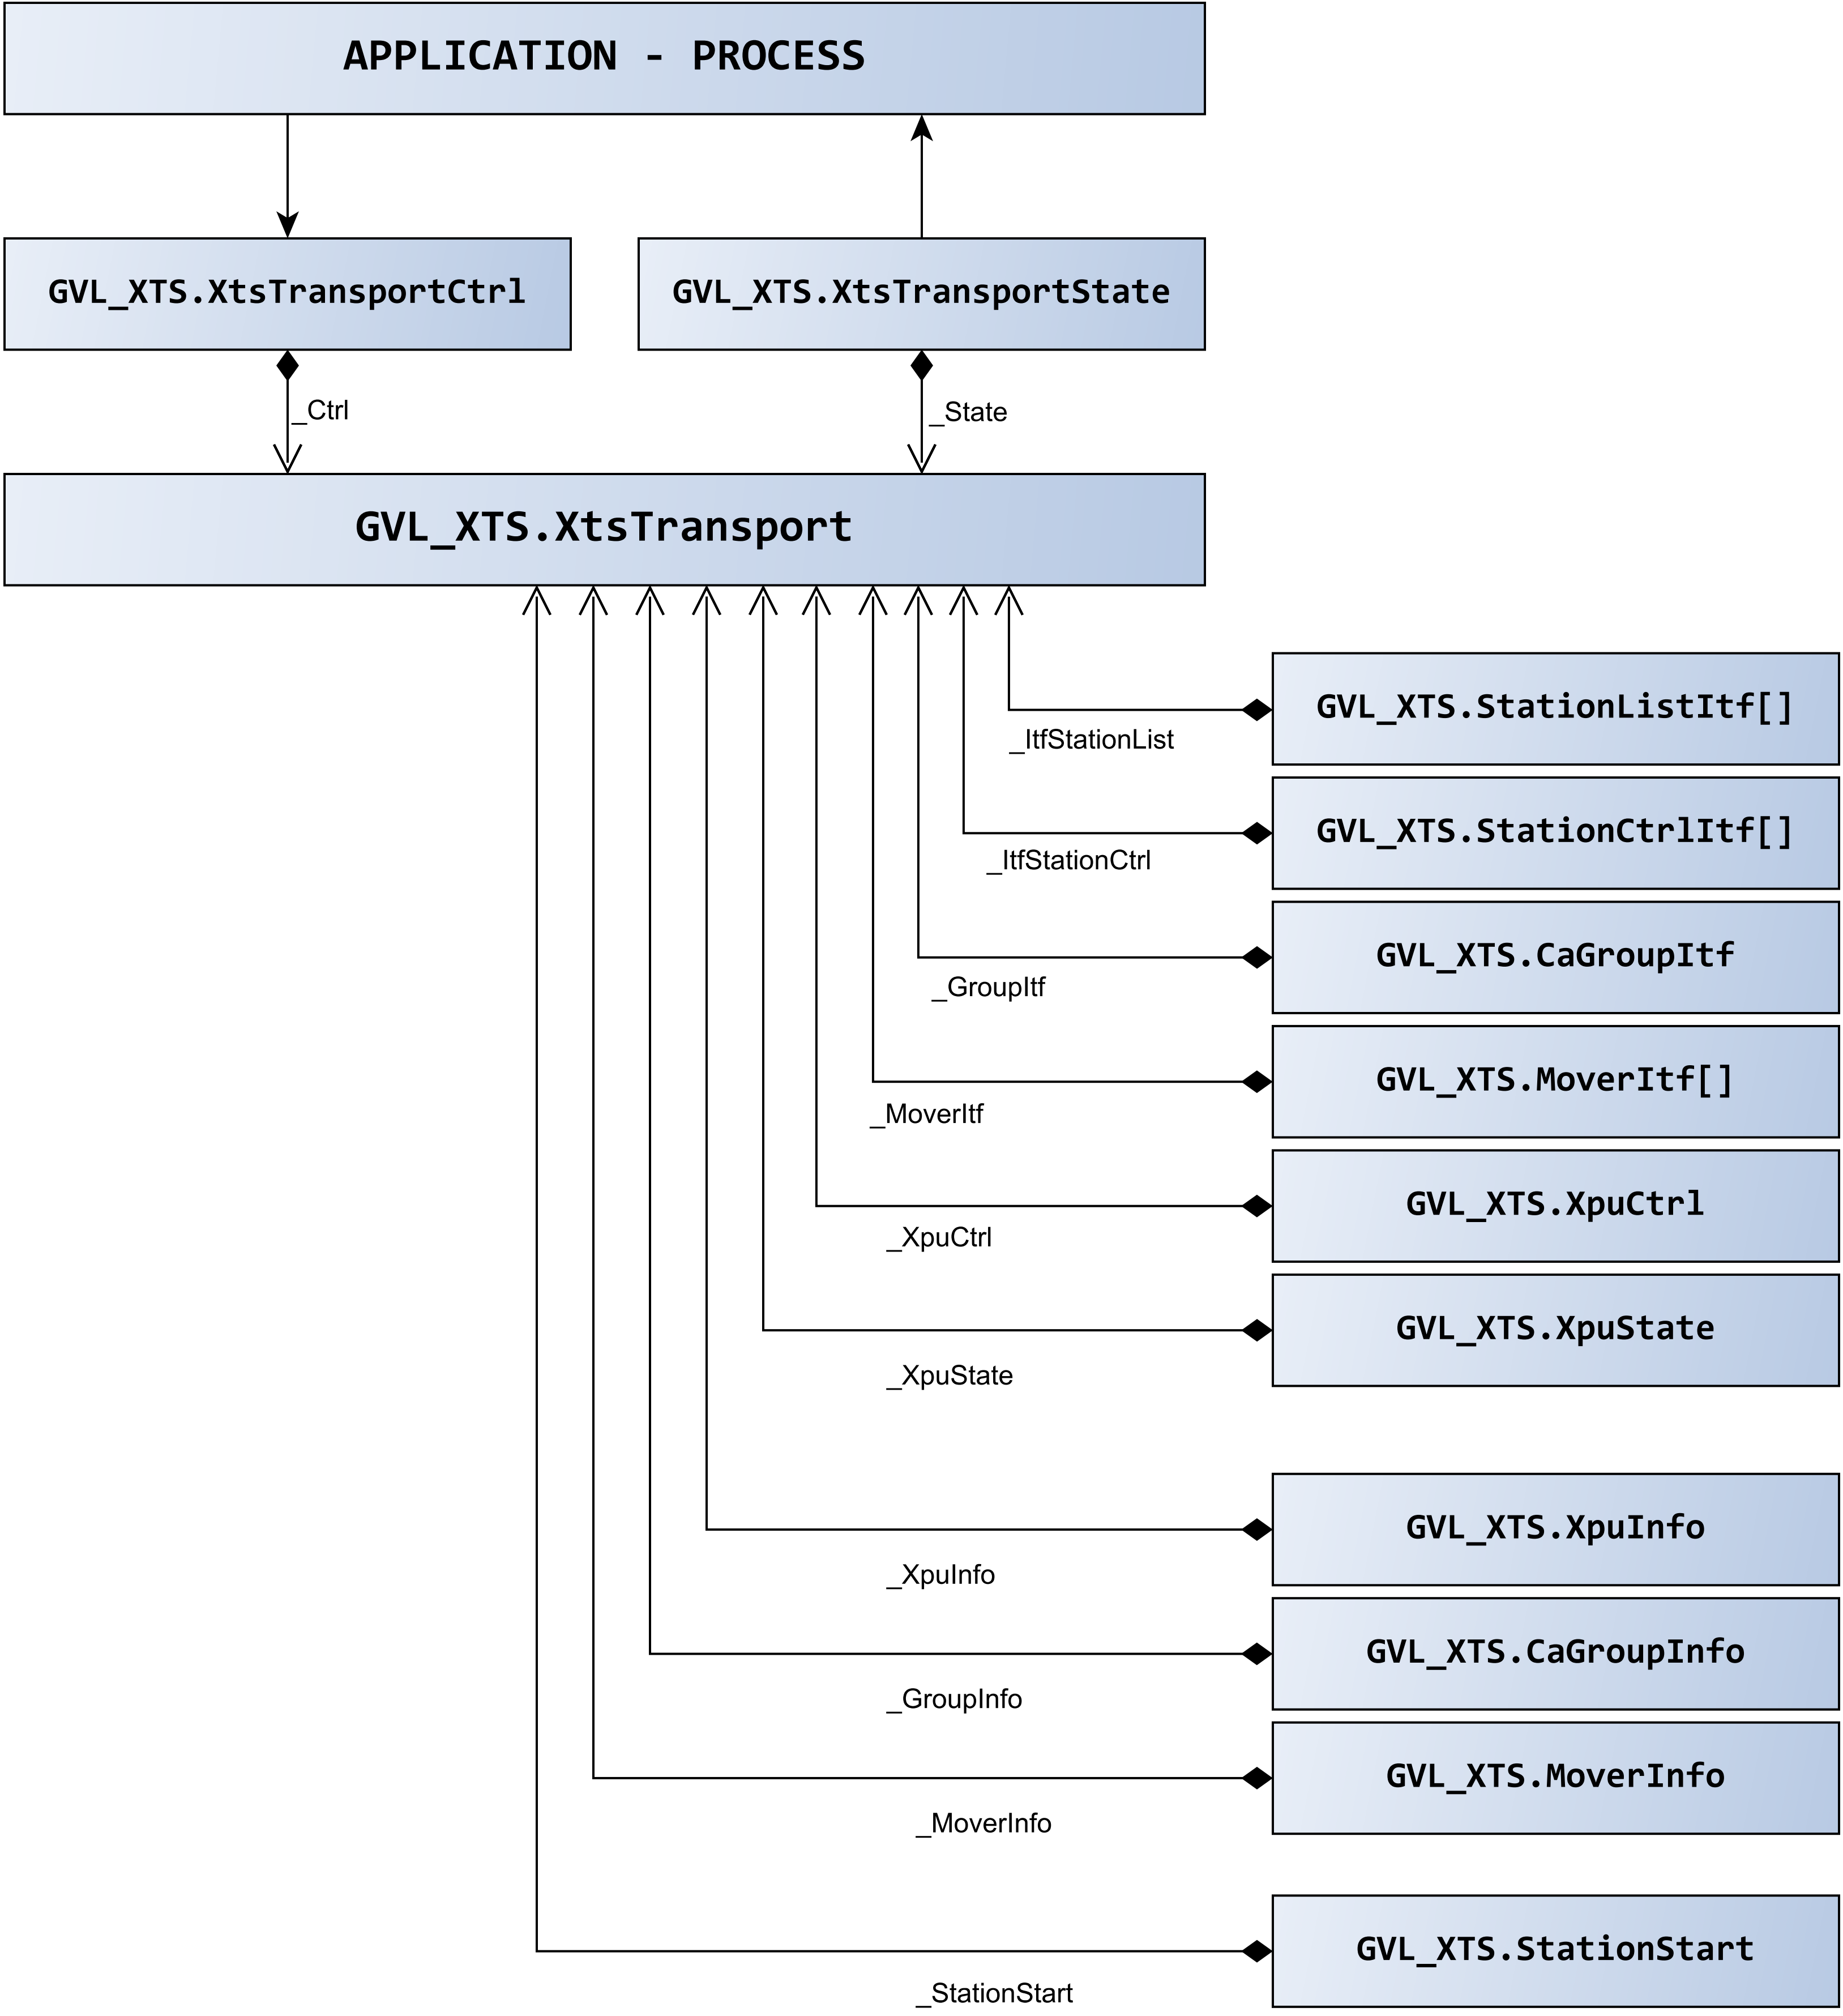 APPLICATION - PROCESS
GVL_XTS.XtsTransportCtrl
GVL_XTS.XtsTransportState
_Ctrl
_State
GVL_XTS.XtsTransport
GVL_XTS.StationListItf[]
_ItfStationList
GVL_XTS.StationCtrlItf[]
_ItfStationCtrl
GVL_XTS.CaGroupItf
_GroupItf
GVL_XTS.MoverItf[]
_MoverItf
GVL_XTS.XpuCtrl
_XpuCtrl
GVL_XTS.XpuState
_XpuState
GVL_XTS.XpuInfo
_XpuInfo
GVL_XTS.CaGroupInfo
_GroupInfo
GVL_XTS.MoverInfo
_MoverInfo
GVL_XTS.StationStart
_StationStart